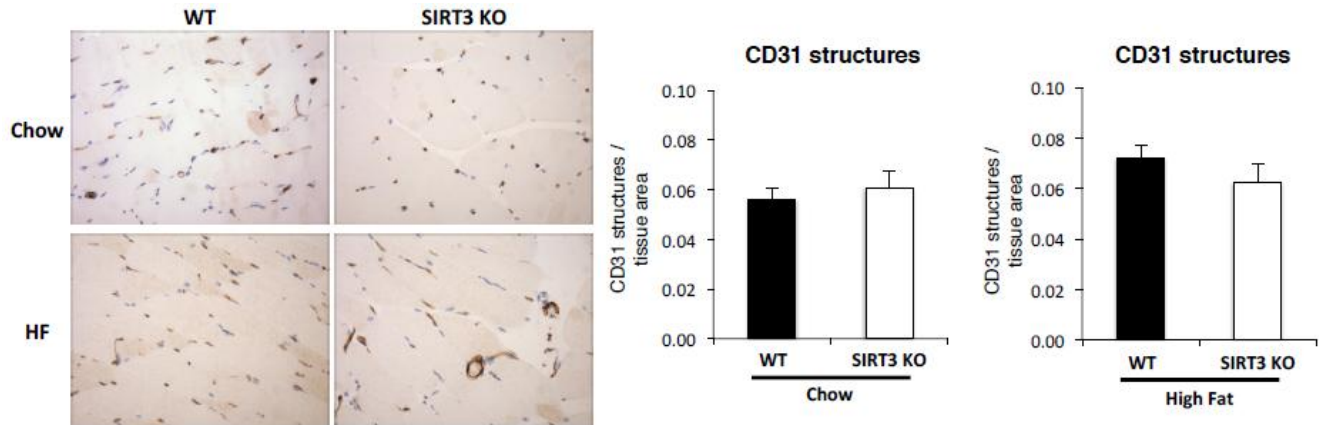 WT
SIRT3 KO
Chow
HF
CD31 structures
CD31 structures /
tissue area
0.10
0.08
0.06
0.04
0.02
0.00
WT
SIRT3 KO
Chow
CD31 structures
CD31 structures /
tissue area
0.10
0.08
0.06
0.04
0.02
0.00
WT
SIRT3 KO
High Fat